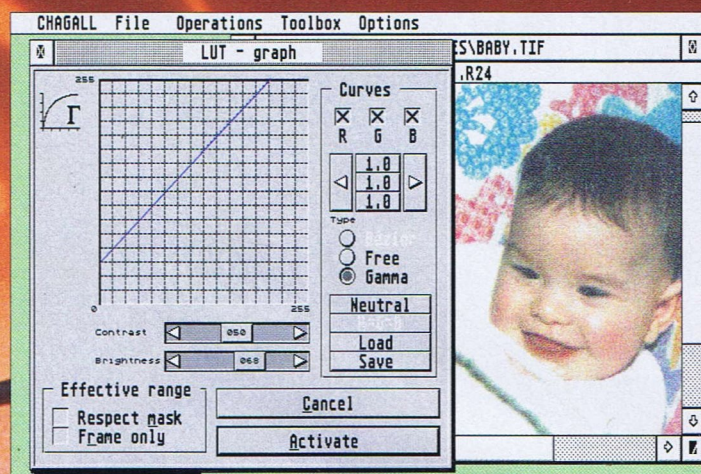 CHAGALL File Operations Toolbox Options
LUT - graph
ES\BABY.TIF
.R24
255
Γ
0
255
Contrast
050
Brightness
068
Curves
R G B
1.0
1.0
1.0
Type
Bézier
Free
Gamma
Neutral
Load
Save
Effective range
Respect mask
Frame only
Cancel
Activate